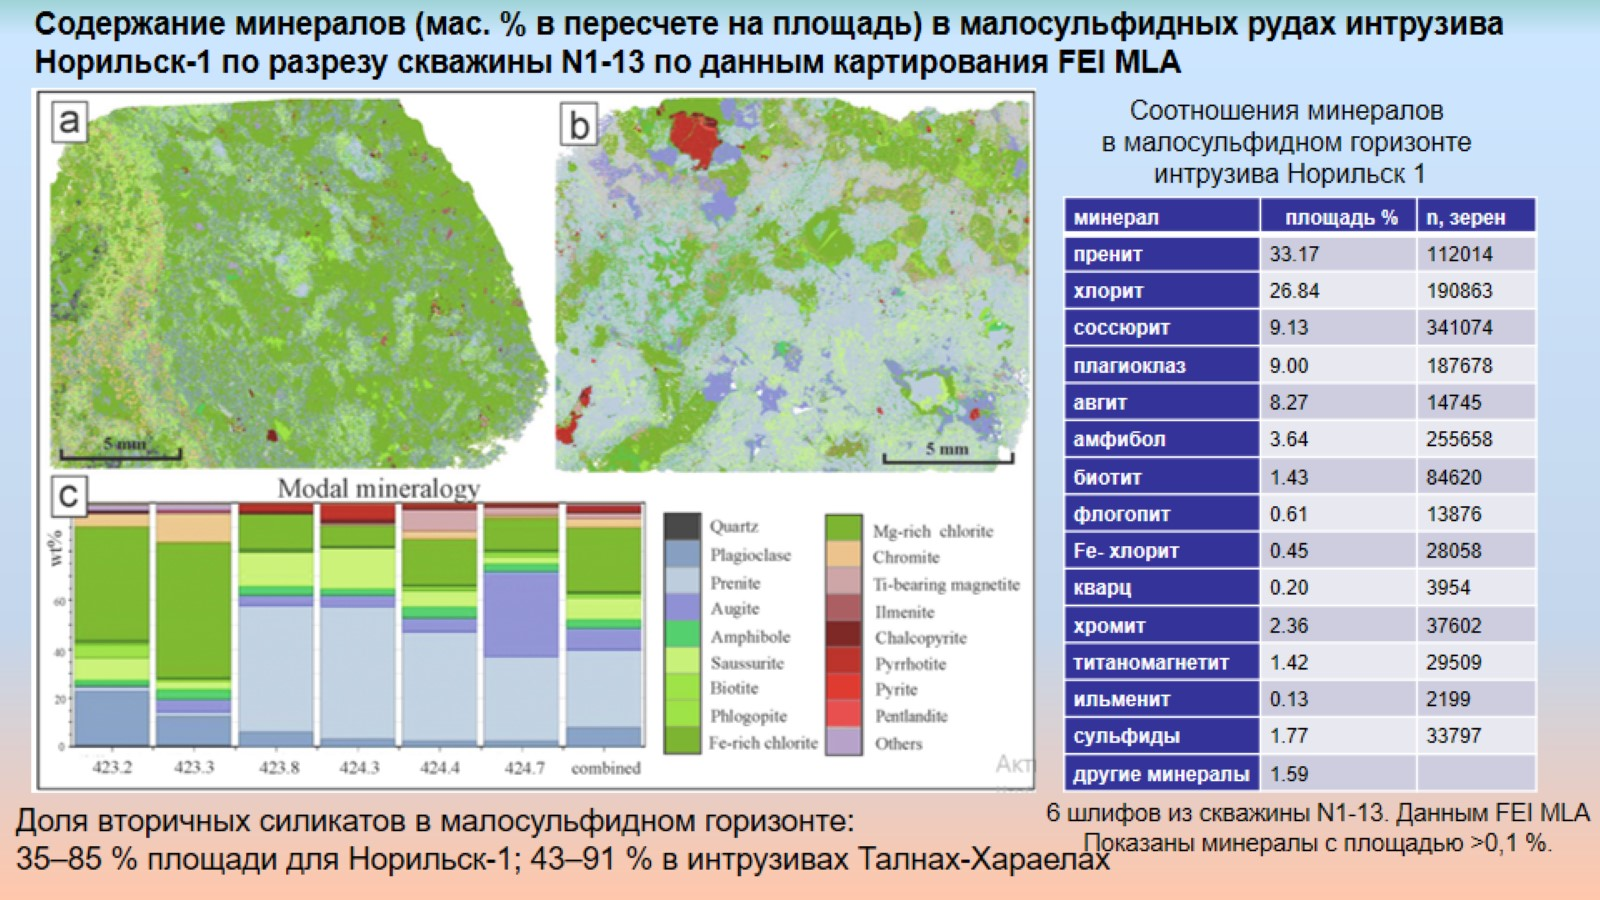 Содержание минералов (мас. % в пересчете на площадь) в малосульфидных рудах интрузива
Норильск-1 по разрезу скважины N1-13 по данным картирования FEI MLA
a
5 mm
b
5 mm
c
Modal mineralogy
wt%
60
40
20
0
423.2 423.3 423.8 424.3 424.4 424.7 combined
Quartz
Plagioclase
Prenite
Augite
Amphibole
Saussurite
Biotite
Phlogopite
Fe-rich chlorite
Mg-rich chlorite
Chromite
Ti-bearing magnetite
Ilmenite
Chalcopyrite
Pyrrhotite
Pyrite
Pentlandite
Others
Акти
Соотношения минералов
в малосульфидном горизонте
интрузива Норильск 1
минерал площадь % n, зерен
пренит 33.17 112014
хлорит 26.84 190863
соссюрит 9.13 341074
плагиоклаз 9.00 187678
авгит 8.27 14745
амфибол 3.64 255658
биотит 1.43 84620
флогопит 0.61 13876
Fe- хлорит 0.45 28058
кварц 0.20 3954
хромит 2.36 37602
титаномагнетит 1.42 29509
ильменит 0.13 2199
сульфиды 1.77 33797
другие минералы 1.59
6 шлифов из скважины N1-13. Данным FEI MLA
Показаны минералы с площадью >0,1 %.
Доля вторичных силикатов в малосульфидном горизонте:
35–85 % площади для Норильск-1; 43–91 % в интрузивах Талнах-Хараелах